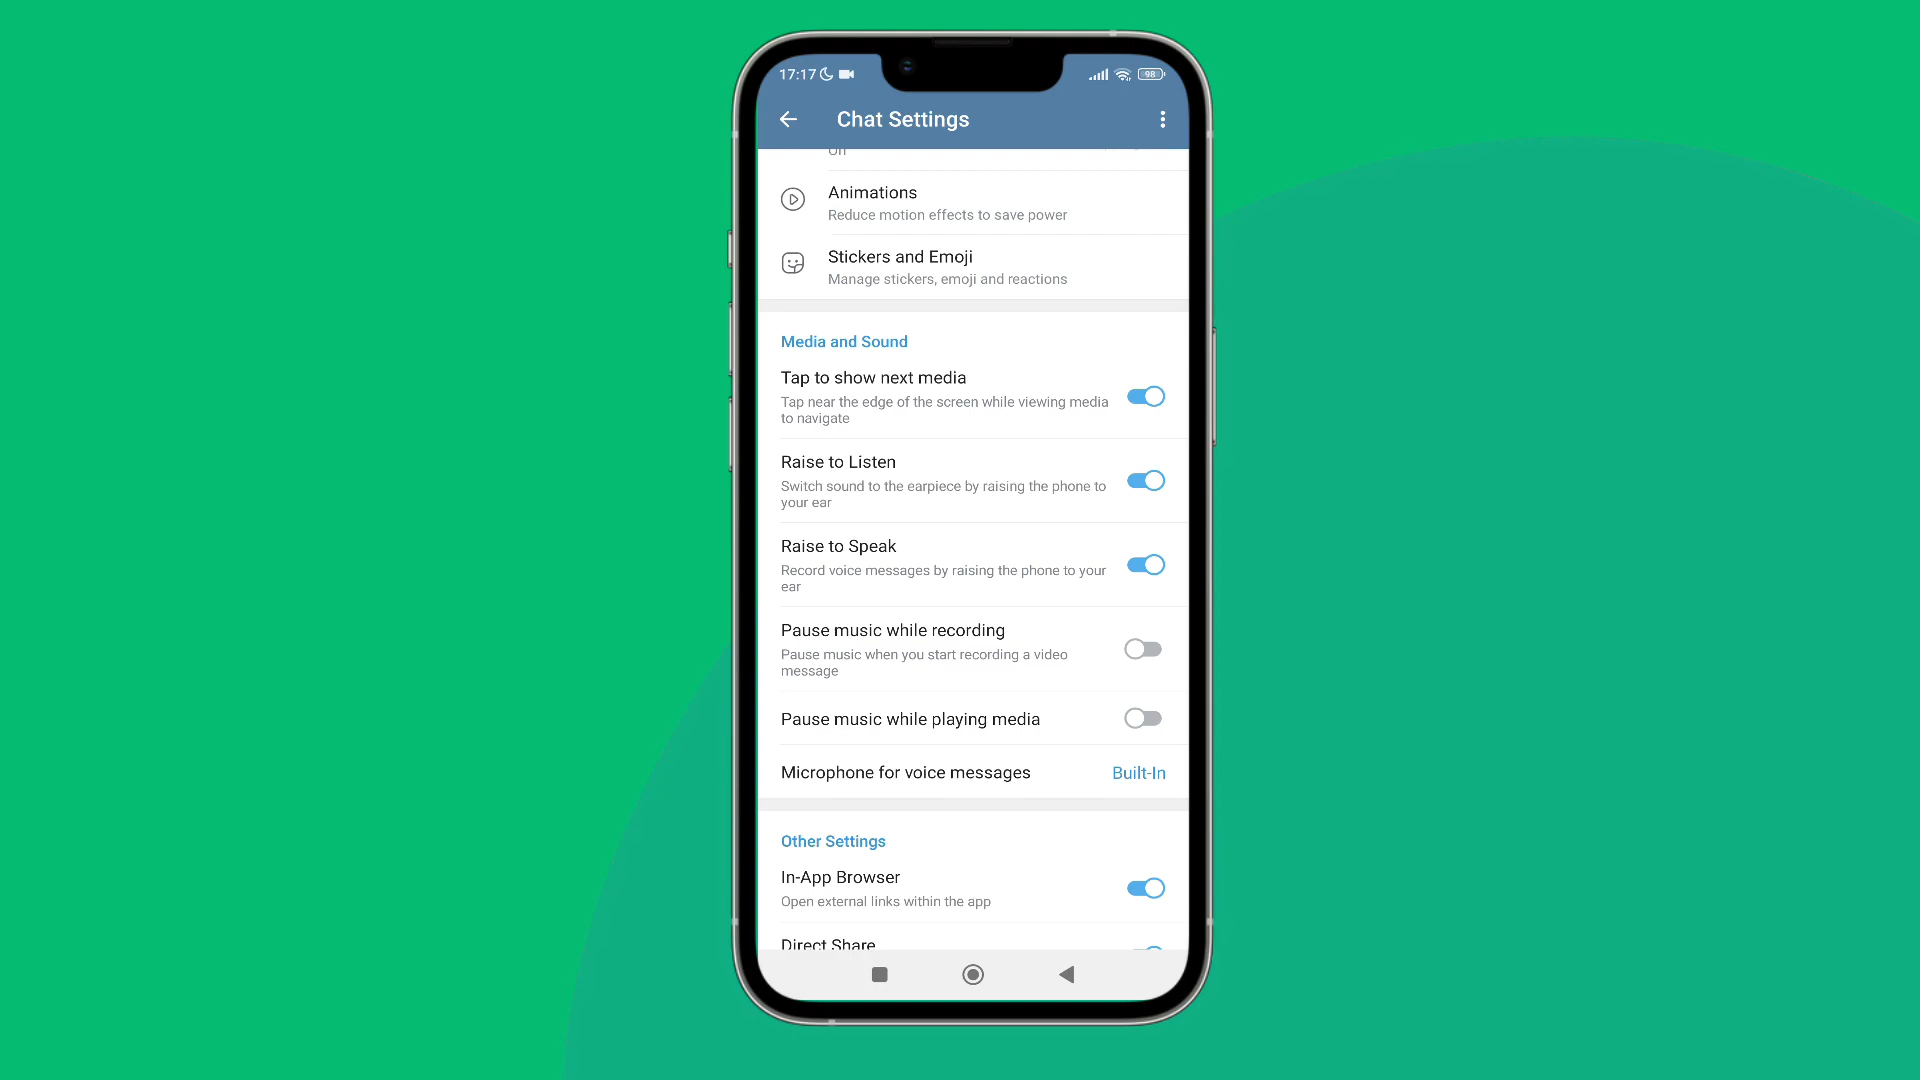 17:17
98
Chat Settings
Off
Animations
Reduce motion effects to save power
Stickers and Emoji
Manage stickers, emoji and reactions
Media and Sound
Tap to show next media
Tap near the edge of the screen while viewing media
to navigate
Raise to Listen
Switch sound to the earpiece by raising the phone to
your ear
Raise to Speak
Record voice messages by raising the phone to your
ear
Pause music while recording
Pause music when you start recording a video
message
Pause music while playing media
Microphone for voice messages
Built-In
Other Settings
In-App Browser
Open external links within the app
Direct Share